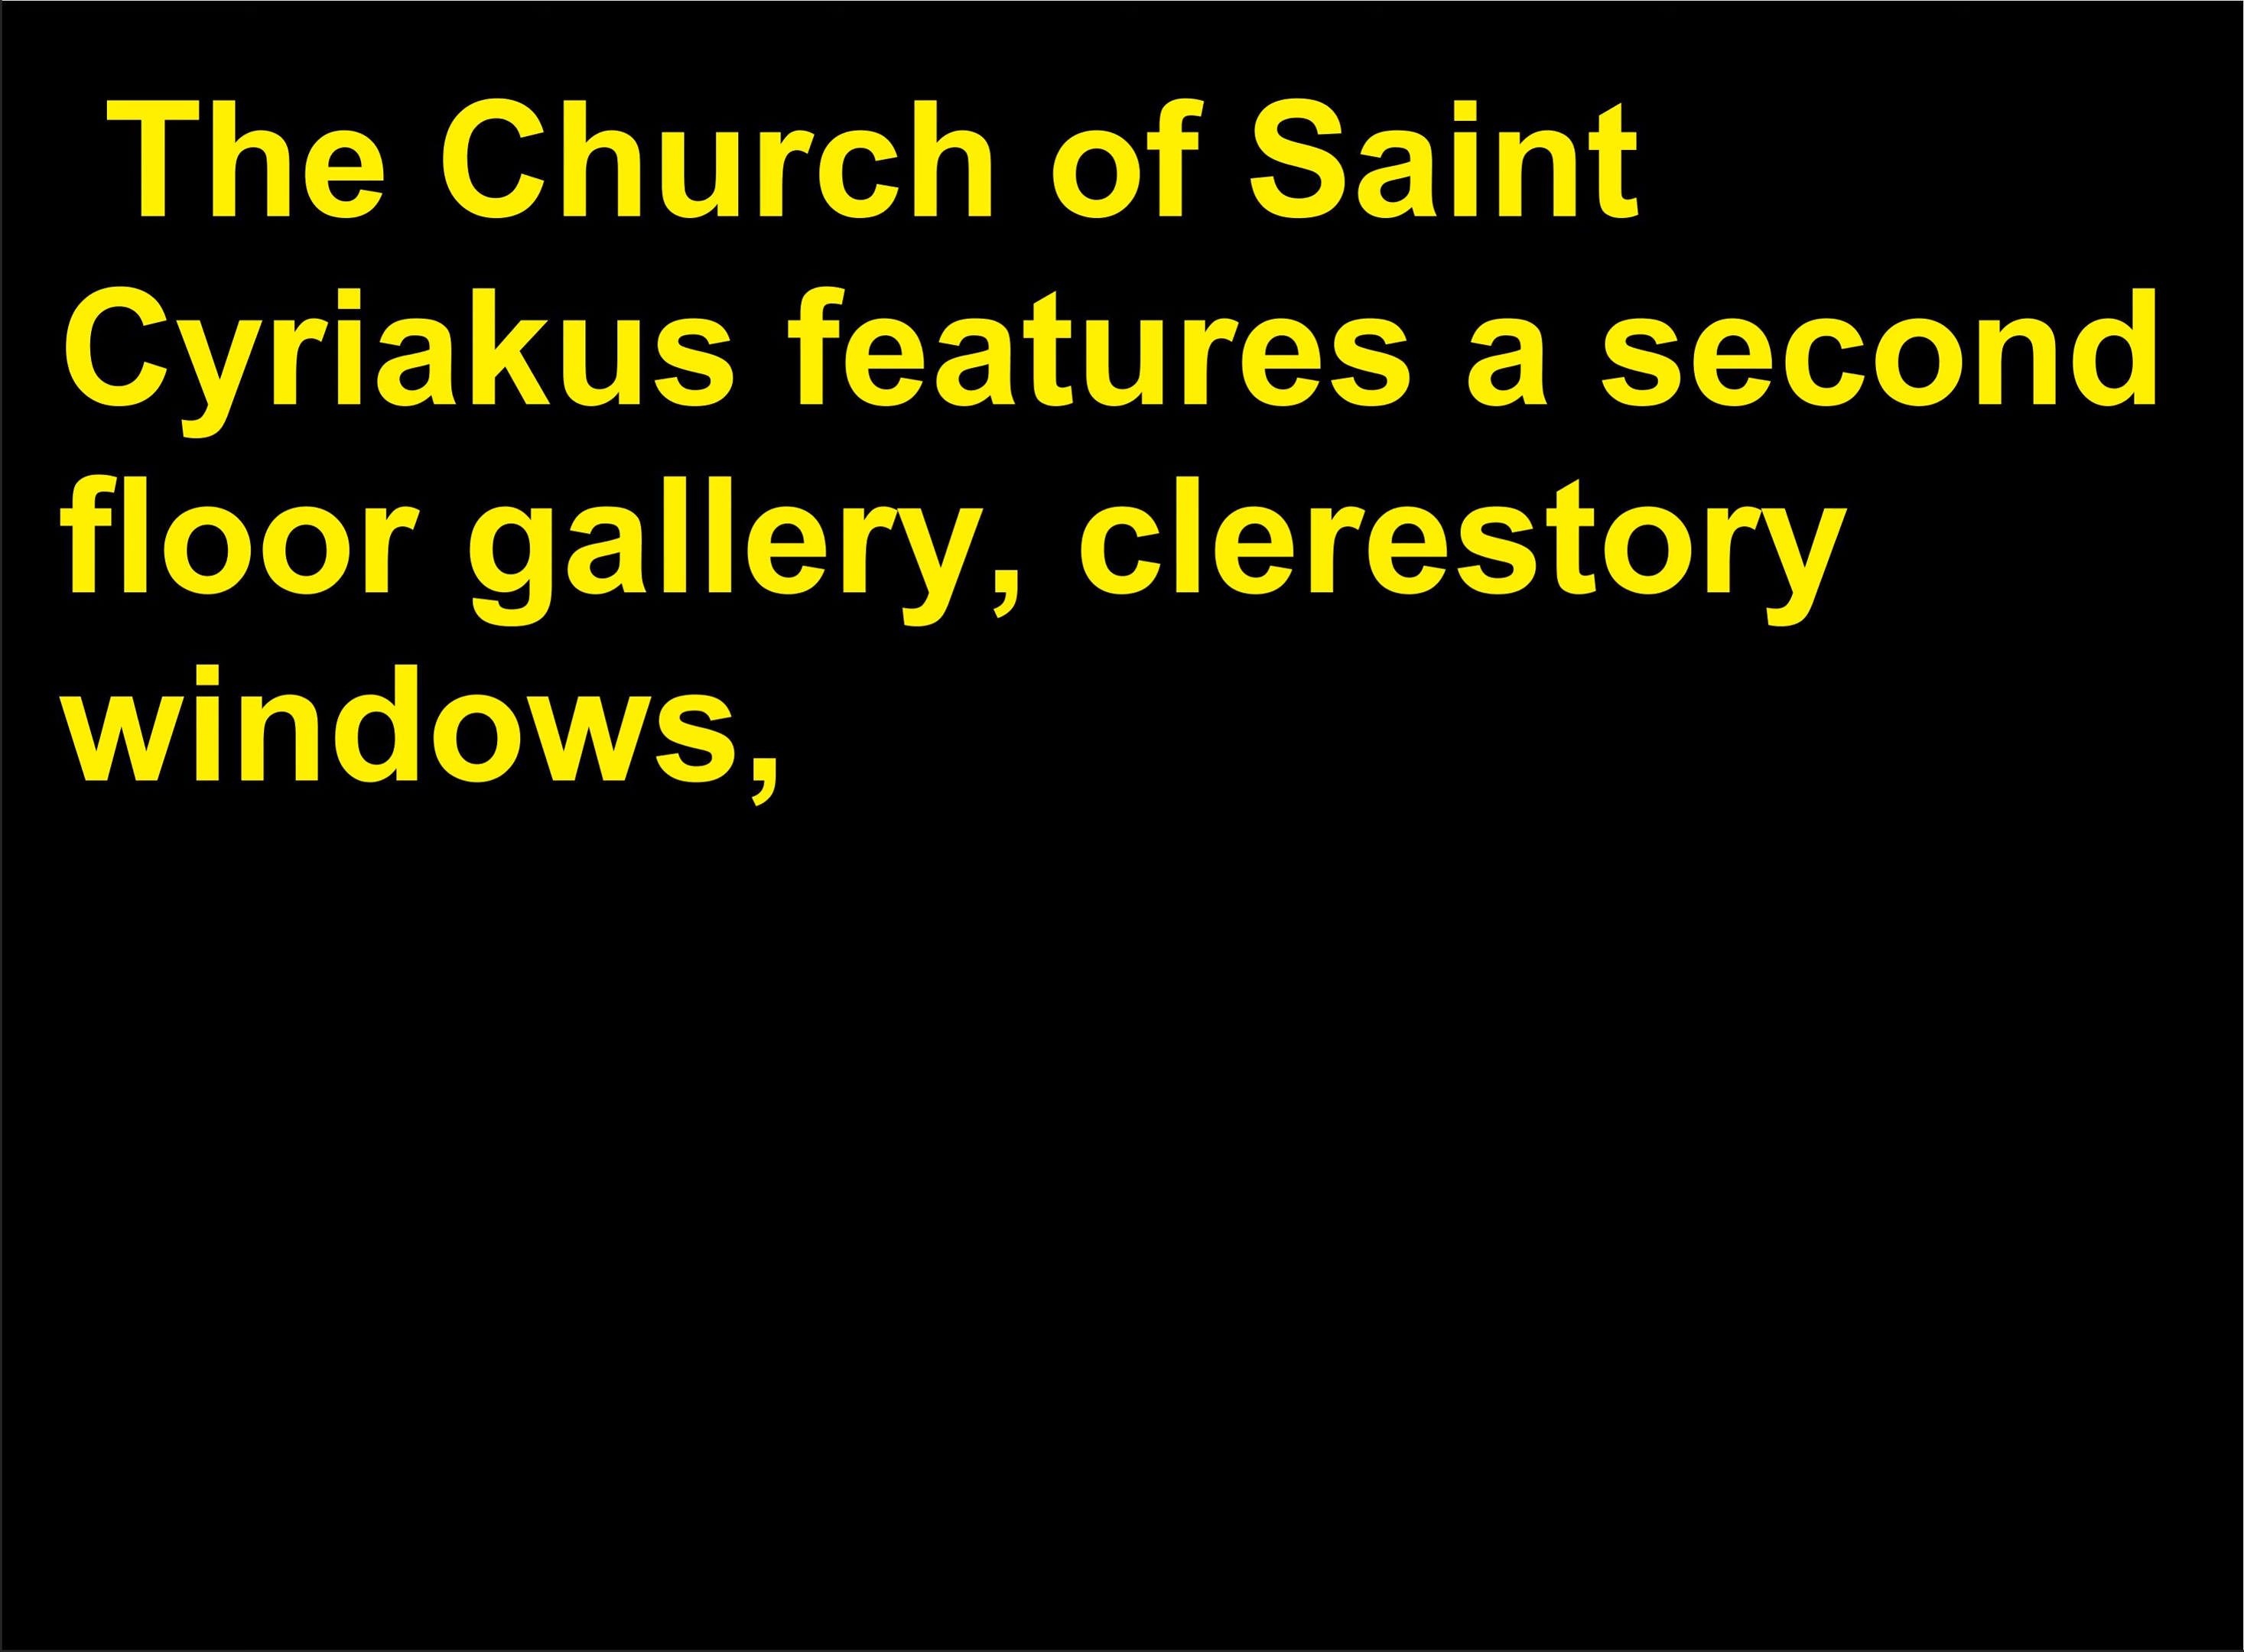 The Church of Saint
Cyriakus features a second
floor gallery, clerestory
windows,